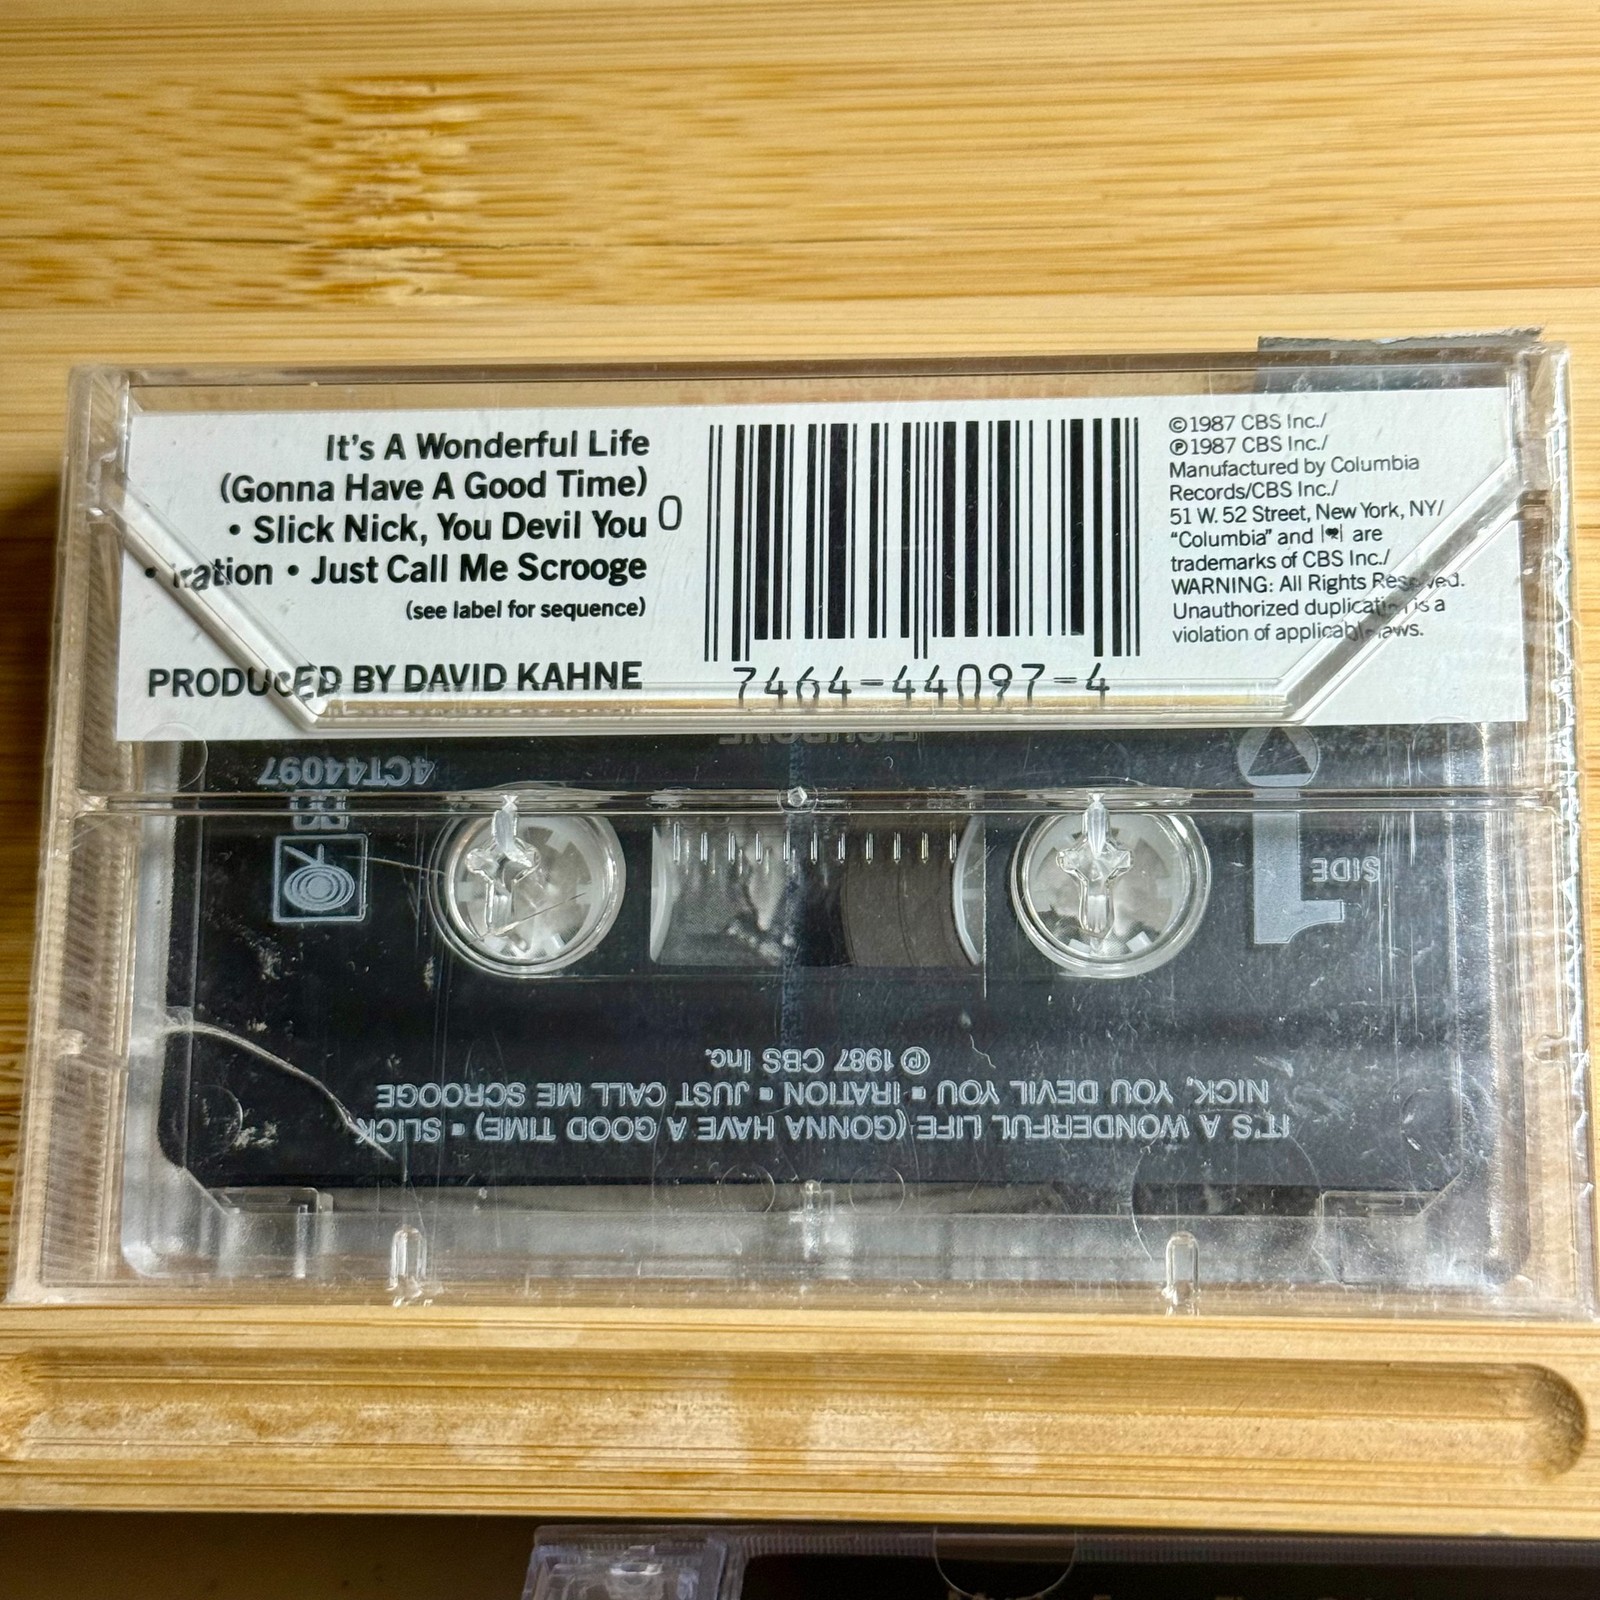 It's A Wonderful Life
(Gonna Have A Good Time)
• Slick Nick, You Devil You
• Iration • Just Call Me Scrooge
(see label for sequence)
PRODUCED BY DAVID KAHNE
0
7464-44097-4
©1987 CBS Inc./
℗1987 CBS Inc./
Manufactured by Columbia
Records/CBS Inc./
51 W. 52 Street, New York, NY/
"Columbia" and are
trademarks of CBS Inc./
WARNING: All Rights Reserved.
Unauthorized duplication is a
violation of applicable laws.
FISHBONE
4CT44097
SIDE
1
IT'S A WONDERFUL LIFE (GONNA HAVE A GOOD TIME) ▪ SLICK
NICK, YOU DEVIL YOU ▪ IRATION ▪ JUST CALL ME SCROOGE
℗ 1987 CBS Inc.